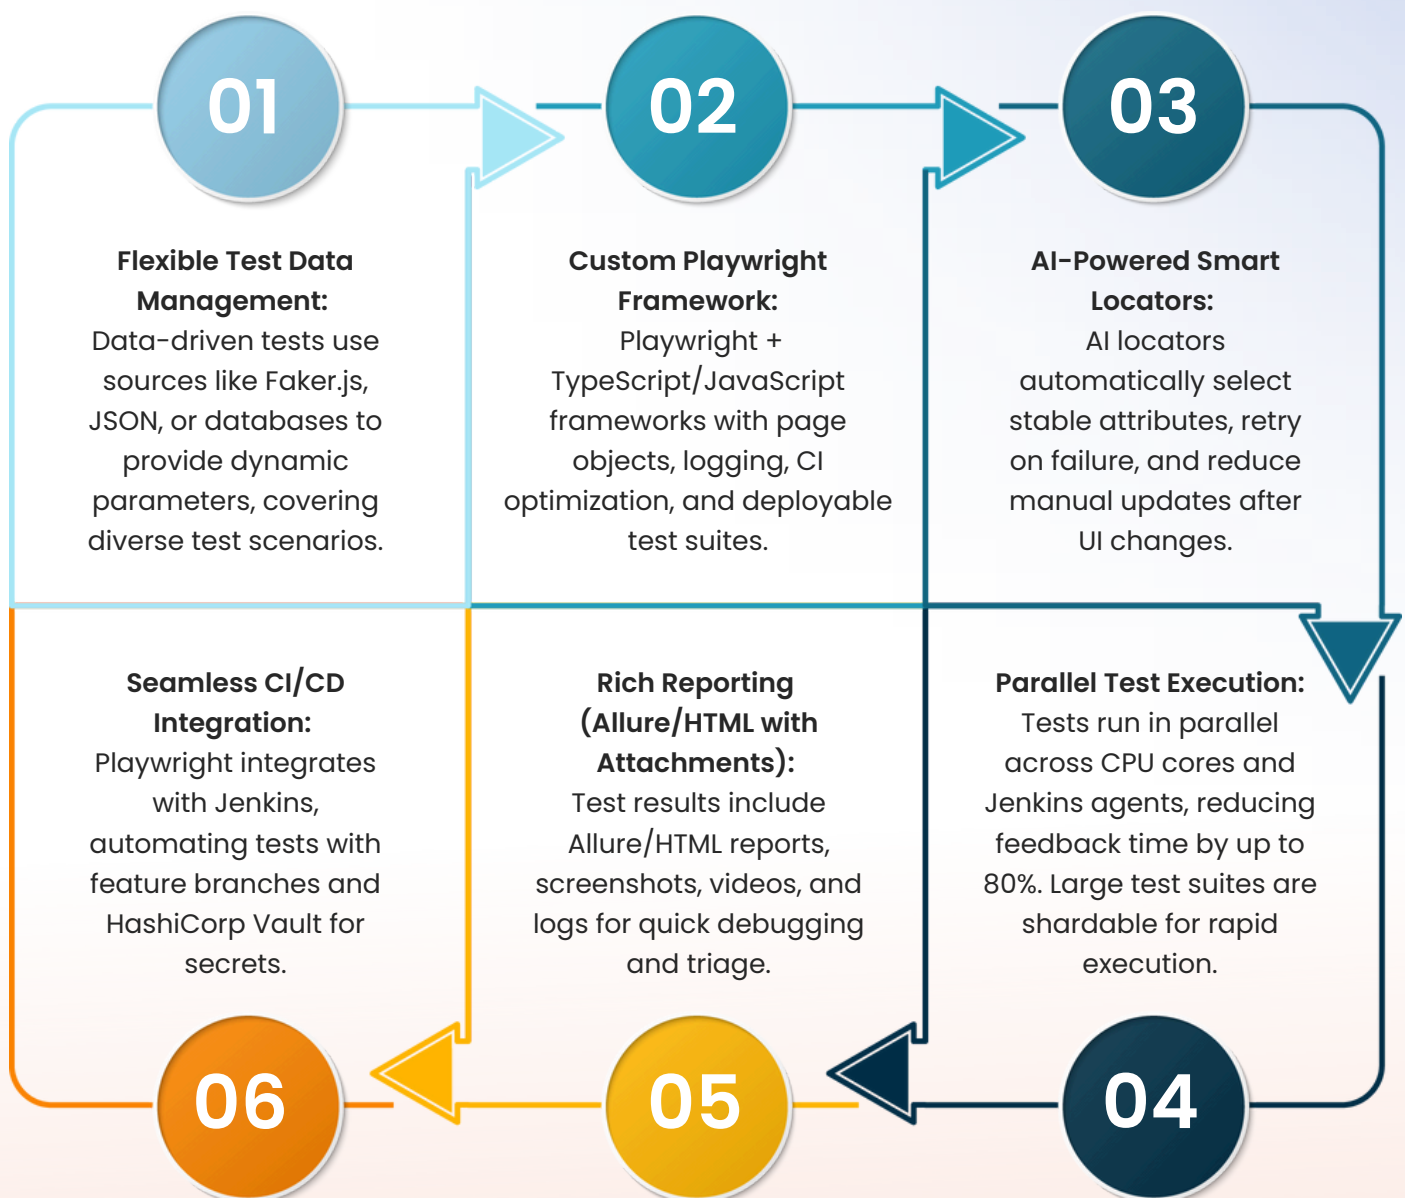 01
Flexible Test Data
Management:
Data-driven tests use
sources like Faker.js,
JSON, or databases to
provide dynamic
parameters, covering
diverse test scenarios.
02
Custom Playwright
Framework:
Playwright +
TypeScript/JavaScript
frameworks with page
objects, logging, CI
optimization, and deployable
test suites.
03
AI-Powered Smart
Locators:
AI locators
automatically select
stable attributes, retry
on failure, and reduce
manual updates after
UI changes.
Parallel Test Execution:
Tests run in parallel
across CPU cores and
Jenkins agents, reducing
feedback time by up to
80%. Large test suites are
shardable for rapid
execution.
04
Rich Reporting
(Allure/HTML with
Attachments):
Test results include
Allure/HTML reports,
screenshots, videos, and
logs for quick debugging
and triage.
05
Seamless CI/CD
Integration:
Playwright integrates
with Jenkins,
automating tests with
feature branches and
HashiCorp Vault for
secrets.
06